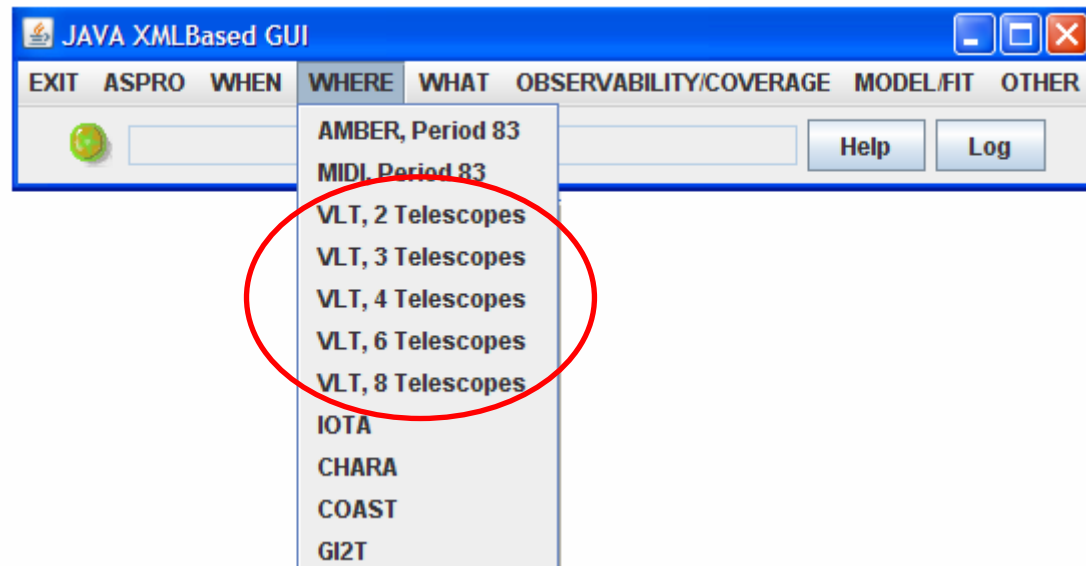 JAVA XMLBased GUI
EXIT ASPRO WHEN WHERE WHAT OBSERVABILITY/COVERAGE MODEL/FIT OTHER
Help Log
AMBER, Period 83
MIDI, Period 83
VLT, 2 Telescopes
VLT, 3 Telescopes
VLT, 4 Telescopes
VLT, 6 Telescopes
VLT, 8 Telescopes
IOTA
CHARA
COAST
GI2T